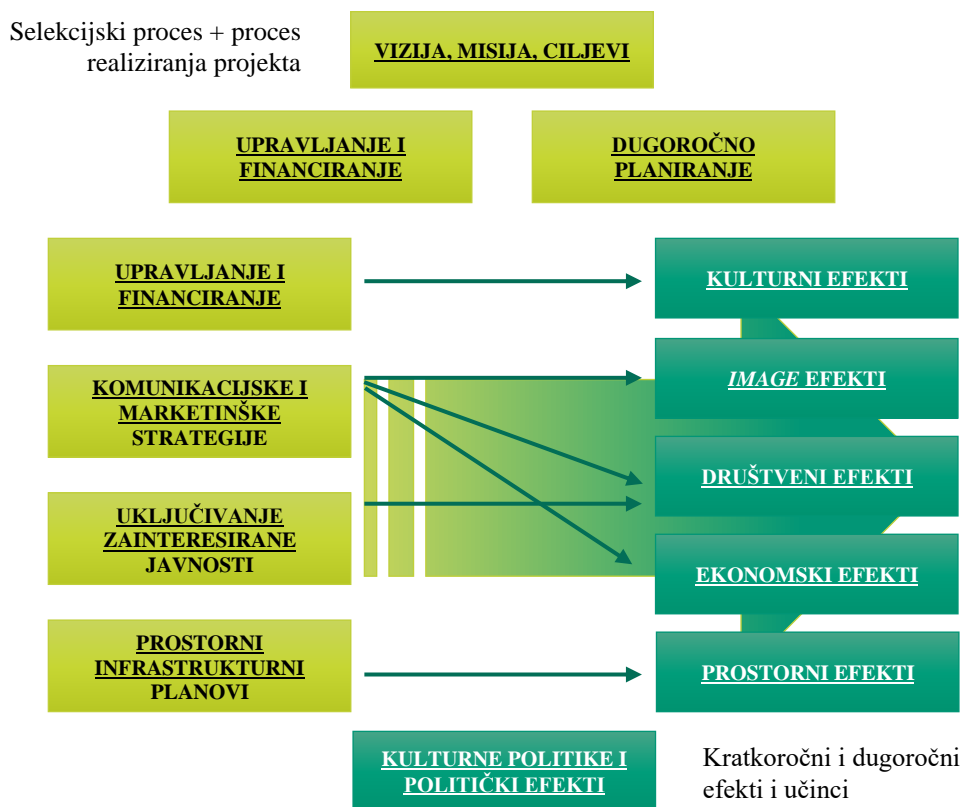 Selekcijski proces + proces
realiziranja projekta
VIZIJA, MISIJA, CILJEVI
UPRAVLJANJE I
FINANCIRANJE
DUGOROČNO
PLANIRANJE
UPRAVLJANJE I
FINANCIRANJE
KULTURNI EFEKTI
KOMUNIKACIJSKE I
MARKETINŠKE
STRATEGIJE
IMAGE EFEKTI
DRUŠTVENI EFEKTI
UKLJUČIVANJE
ZAINTERESIRANE
JAVNOSTI
EKONOMSKI EFEKTI
PROSTORNI
INFRASTRUKTURNI
PLANOVI
PROSTORNI EFEKTI
KULTURNE POLITIKE I
POLITIČKI EFEKTI
Kratkoročni i dugoročni
efekti i učinci